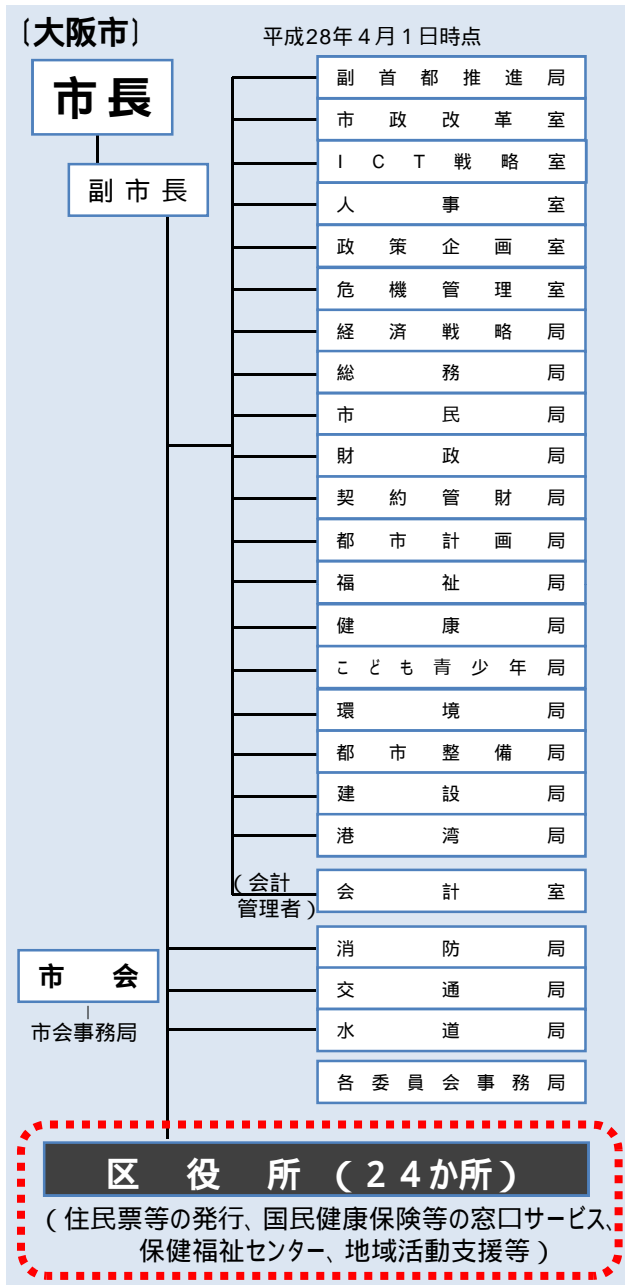 〔大阪市〕
平成28年4月1日時点
市長
副市長
副首都推進局
市政改革室
ICT戦略室
人事室
政策企画室
危機管理室
経済戦略局
総務局
市民局
財政局
契約管財局
都市計画局
福祉局
健康局
こども青少年局
環境局
都市整備局
建設局
港湾局
(会計
管理者)
会計室
消防局
交通局
水道局
各委員会事務局
市会
市会事務局
区役所(24か所)
(住民票等の発行、国民健康保険等の窓口サービス、
保健福祉センター、地域活動支援等)